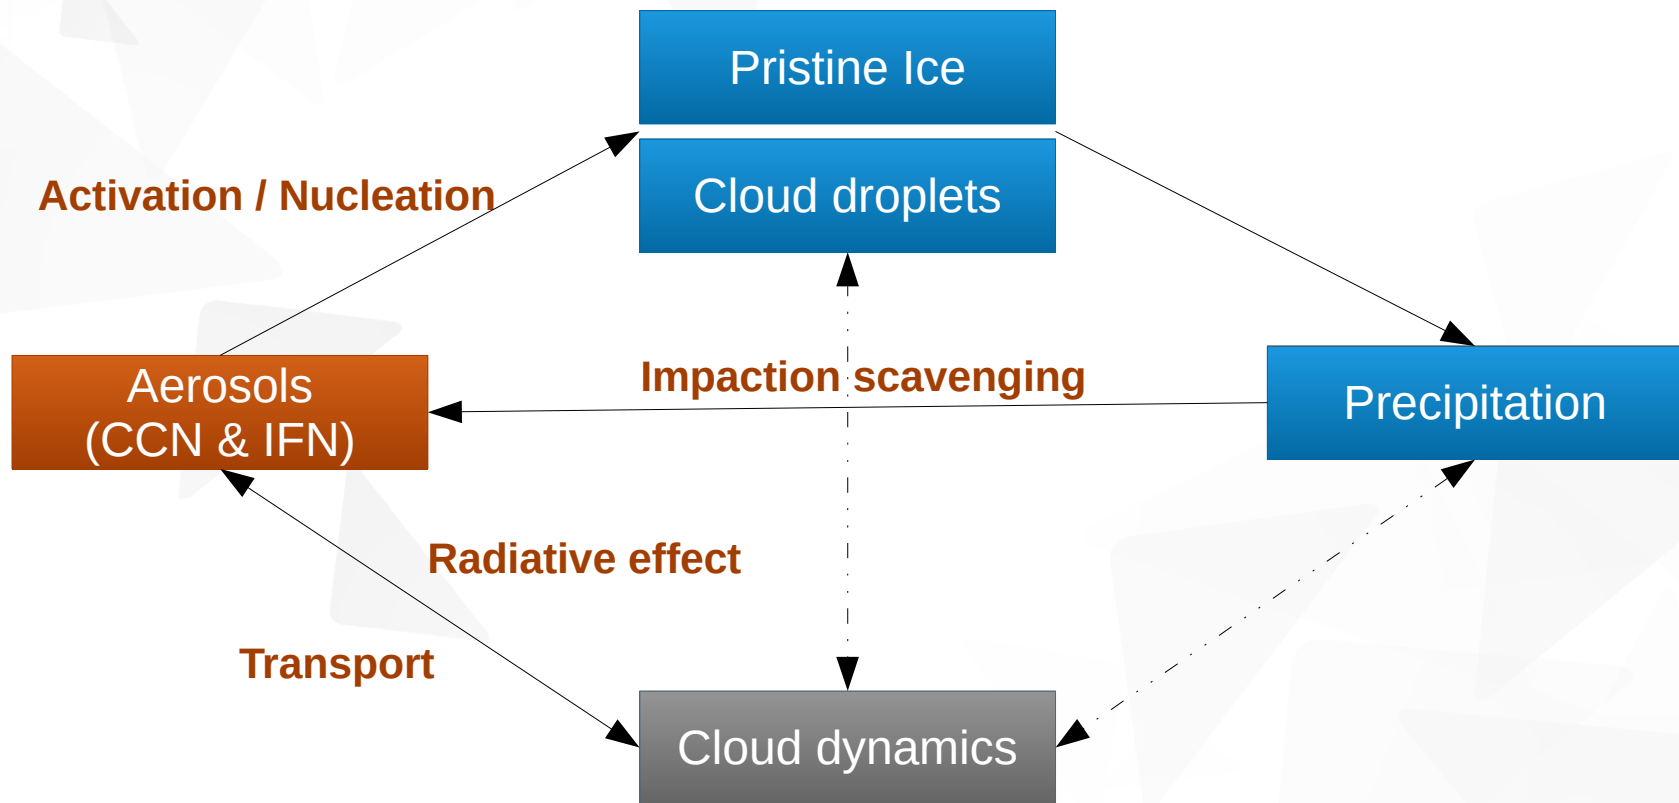 Pristine Ice
Activation / Nucleation
Cloud droplets
Impaction scavenging
Aerosols
(CCN & IFN)
Precipitation
Radiative effect
Transport
Cloud dynamics